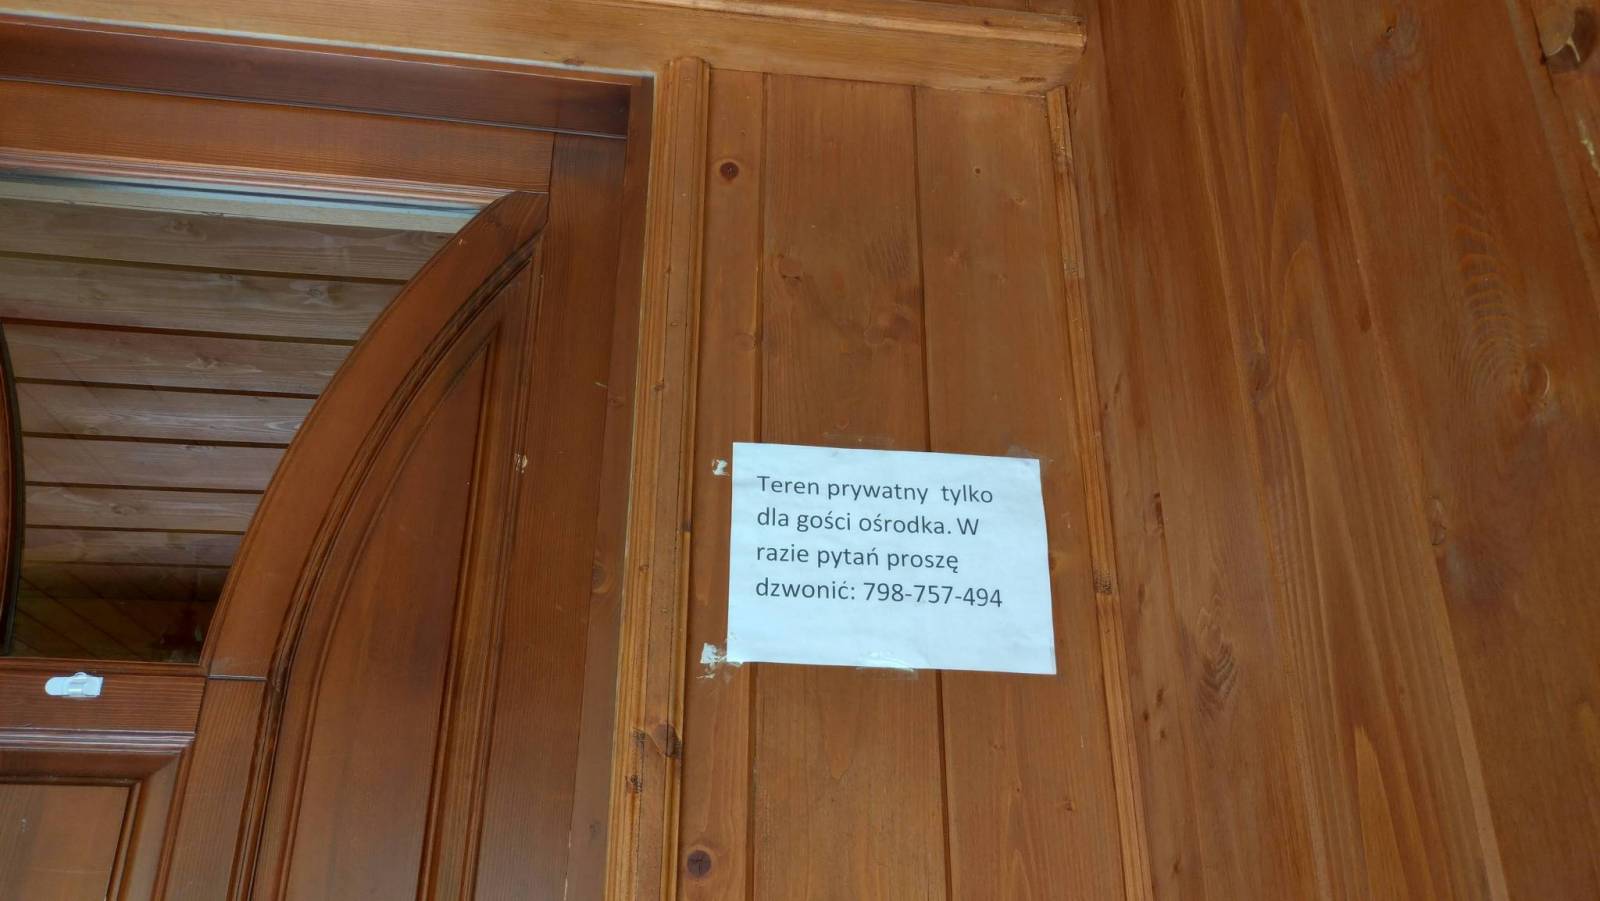 Teren prywatny  tylko
dla gości ośrodka. W
razie pytań proszę
dzwonić: 798-757-494